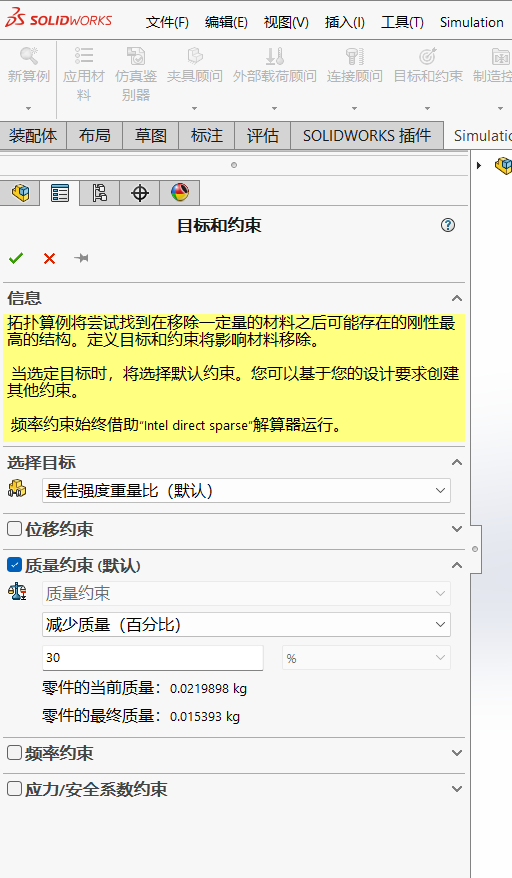 SOLIDWORKS 文件(F) 编辑(E) 视图(V) 插入(I) 工具(T) Simulation
新算例 应用材料 仿真鉴别器 夹具顾问 外部载荷顾问 连接顾问 目标和约束 制造控
装配体 布局 草图 标注 评估 SOLIDWORKS 插件 Simulatio
目标和约束
信息
拓扑算例将尝试找到在移除一定量的材料之后可能存在的刚性最
高的结构。定义目标和约束将影响材料移除。
当选定目标时，将选择默认约束。您可以基于您的设计要求创建
其他约束。
频率约束始终借助“Intel direct sparse”解算器运行。
选择目标
最佳强度重量比（默认）
位移约束
质量约束 (默认)
质量约束
减少质量（百分比）
30 %
零件的当前质量：0.0219898 kg
零件的最终质量：0.015393 kg
频率约束
应力/安全系数约束